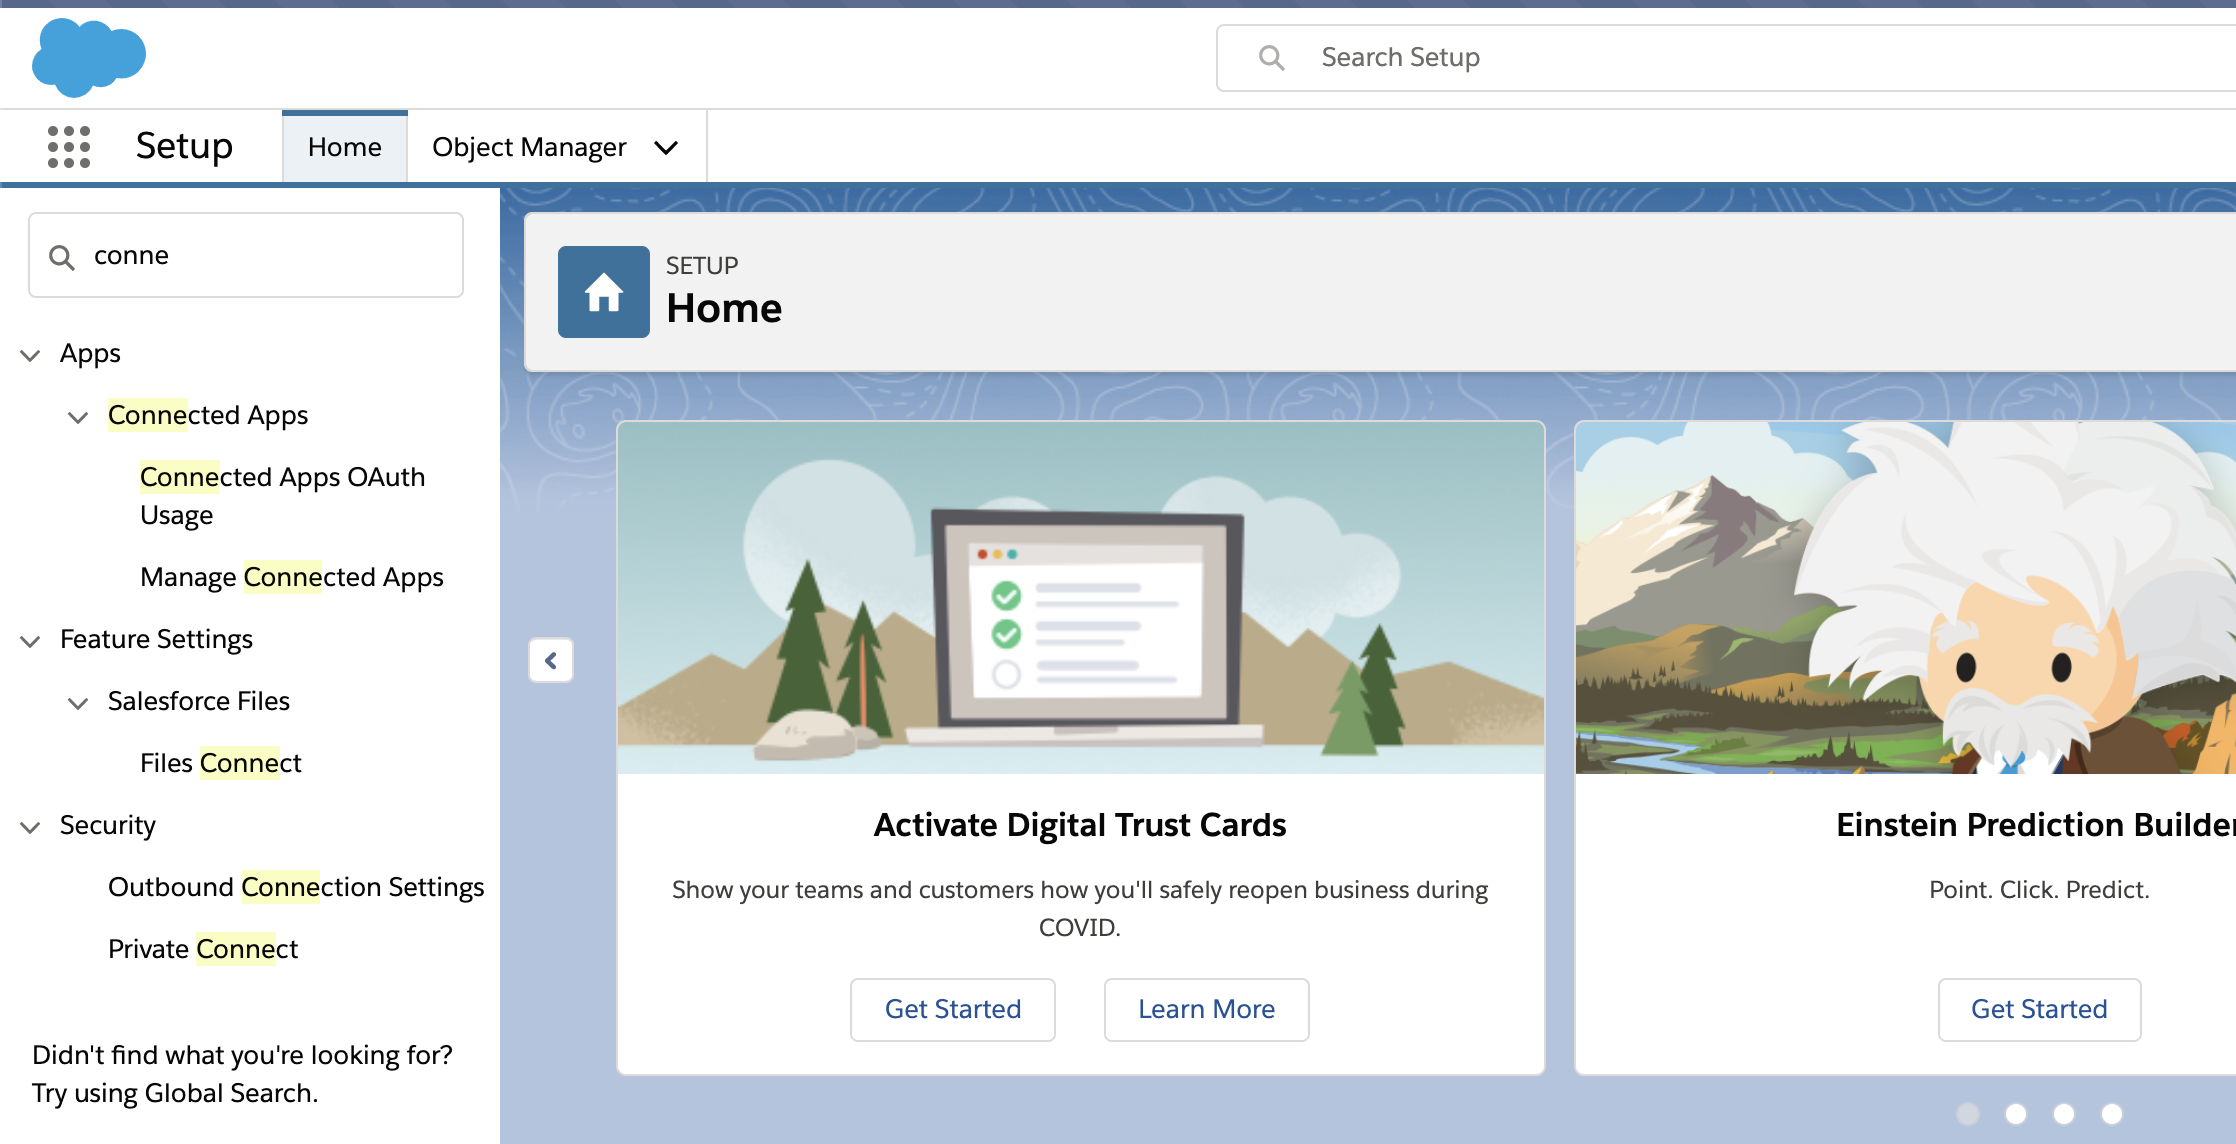 Search Setup
Setup
Home
Object Manager
conne
Apps
Connected Apps
Connected Apps OAuth
Usage
Manage Connected Apps
Feature Settings
Salesforce Files
Files Connect
Security
Outbound Connection Settings
Private Connect
Didn't find what you're looking for?
Try using Global Search.
SETUP
Home
Activate Digital Trust Cards
Show your teams and customers how you'll safely reopen business during
COVID.
Get Started
Learn More
Einstein Prediction Builder
Point. Click. Predict.
Get Started